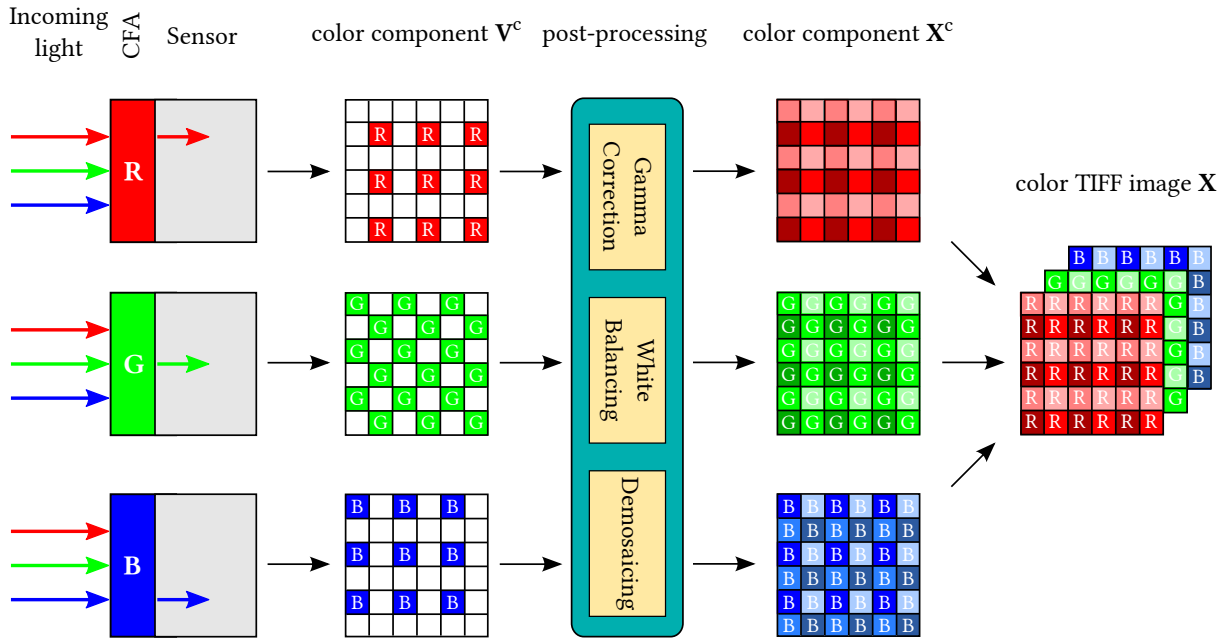 Incoming
light
CFA
Sensor
color component V^c
post-processing
color component X^c
R
R R R
R R R
R R R
Gamma
Correction
G
G G G
G G G
G G G
G G G
G G G
G G G
White
Balancing
G G G G G G
G G G G G G
G G G G G G
G G G G G G
G G G G G G
G G G G G G
B
B B B
B B B
B B B
Demosaicing
B B B B B B
B B B B B B
B B B B B B
B B B B B B
B B B B B B
B B B B B B
color TIFF image X
B B B B B B
G G G G G G B
R R R R R R G
R R R R R R G B
R R R R R R G B
R R R R R R G B
R R R R R R G
R R R R R R